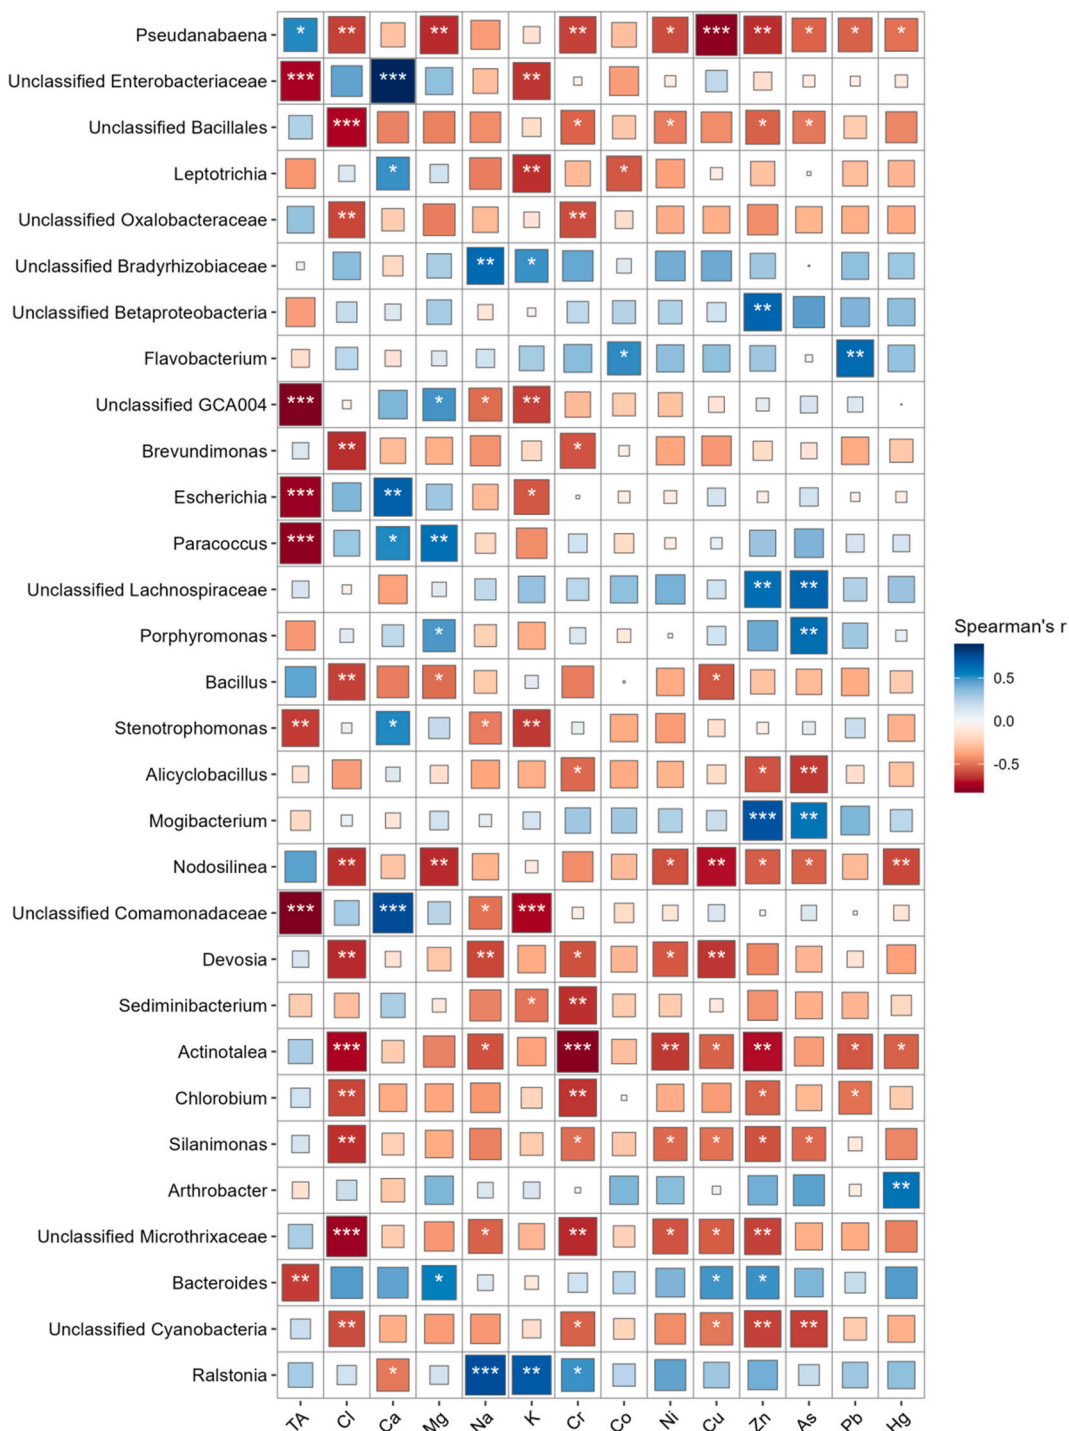 Pseudanabaena * ** ** ** * *** ** * * *
Unclassified Enterobacteriaceae *** *** **
Unclassified Bacillales *** * * * *
Leptotrichia * ** *
Unclassified Oxalobacteraceae ** **
Unclassified Bradyrhizobiaceae ** *
Unclassified Betaproteobacteria **
Flavobacterium * **
Unclassified GCA004 *** * * **
Brevundimonas ** *
Escherichia *** ** *
Paracoccus *** * **
Unclassified Lachnospiraceae ** **
Porphyromonas * **
Bacillus ** * *
Stenotrophomonas ** * * **
Alicyclobacillus * * **
Mogibacterium *** **
Nodosilinea ** ** * ** * * **
Unclassified Comamonadaceae *** *** * ***
Devosia ** ** * * **
Sediminibacterium * **
Actinotalea *** * *** ** * ** * *
Chlorobium ** ** * *
Silanimonas ** * * * * *
Arthrobacter **
Unclassified Microthrixaceae *** * ** * * **
Bacteroides ** * * *
Unclassified Cyanobacteria ** * * ** **
Ralstonia * *** ** *
TA Cl Ca Mg Na K Cr Co Ni Cu Zn As Pb Hg
Spearman's r
0.5
0.0
-0.5